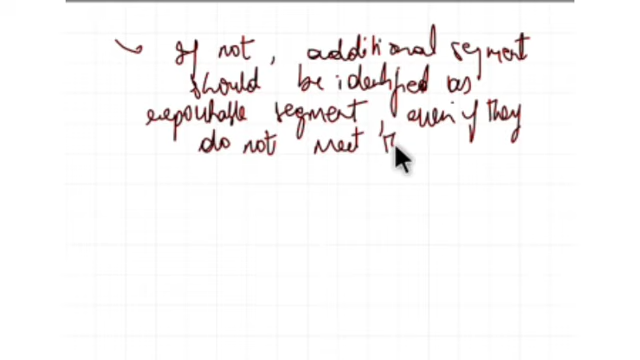 If not, additional segment
should be identified as
reportable segment, even if they
do not meet